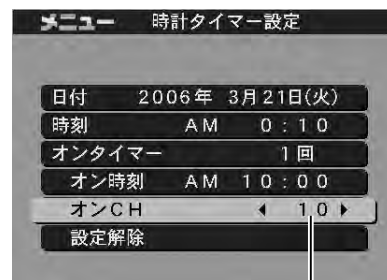 メニュー 時計タイマー設定
日付 2006年 3月21日(火)
時刻 AM 0:10
オンタイマー 1回
オン時刻 AM 10:00
オンCH ◀ 10 ▶
設定解除